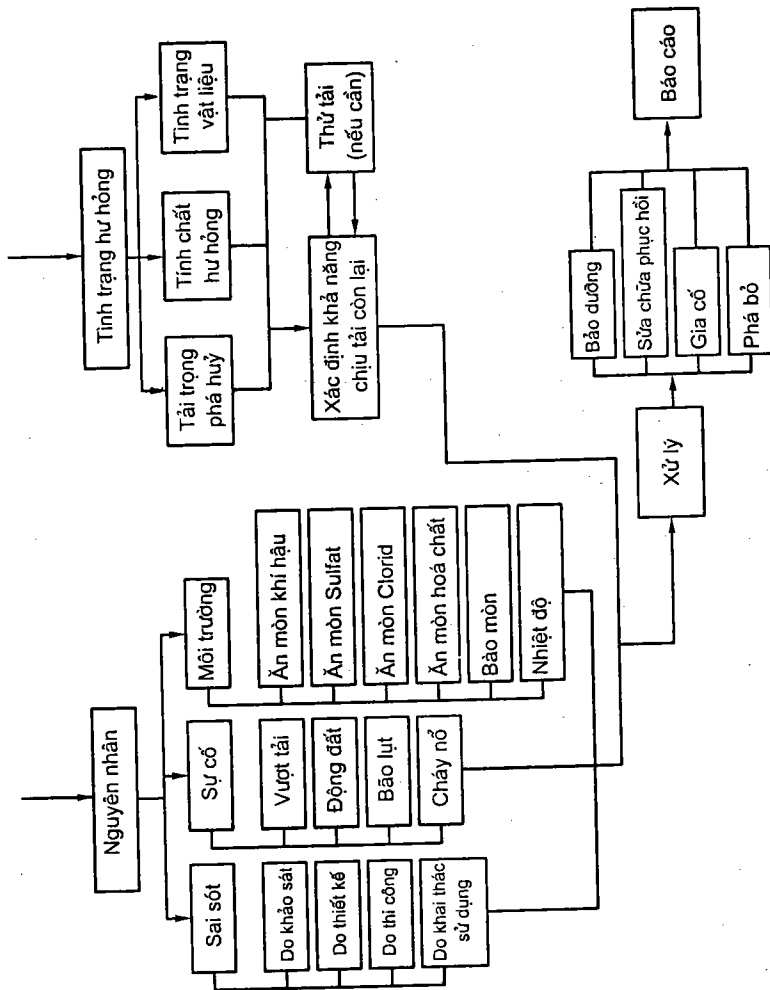 Nguyên nhân
Sai sót
Do khảo sát
Do thiết kế
Do thi công
Do khai thác
sử dụng
Sự cố
Vượt tải
Động đất
Bão lụt
Cháy nổ
Môi trường
Ăn mòn khí hậu
Ăn mòn Sulfat
Ăn mòn Clorid
Ăn mòn hoá chất
Bào mòn
Nhiệt độ
Tình trạng hư hỏng
Tải trọng
phá huỷ
Tính chất
hư hỏng
Tình trạng
vật liệu
Xác định khả năng
chịu tải còn lại
Thử tải
(nếu cần)
Xử lý
Bảo dưỡng
Sửa chữa phục hồi
Gia cố
Phá bỏ
Báo cáo